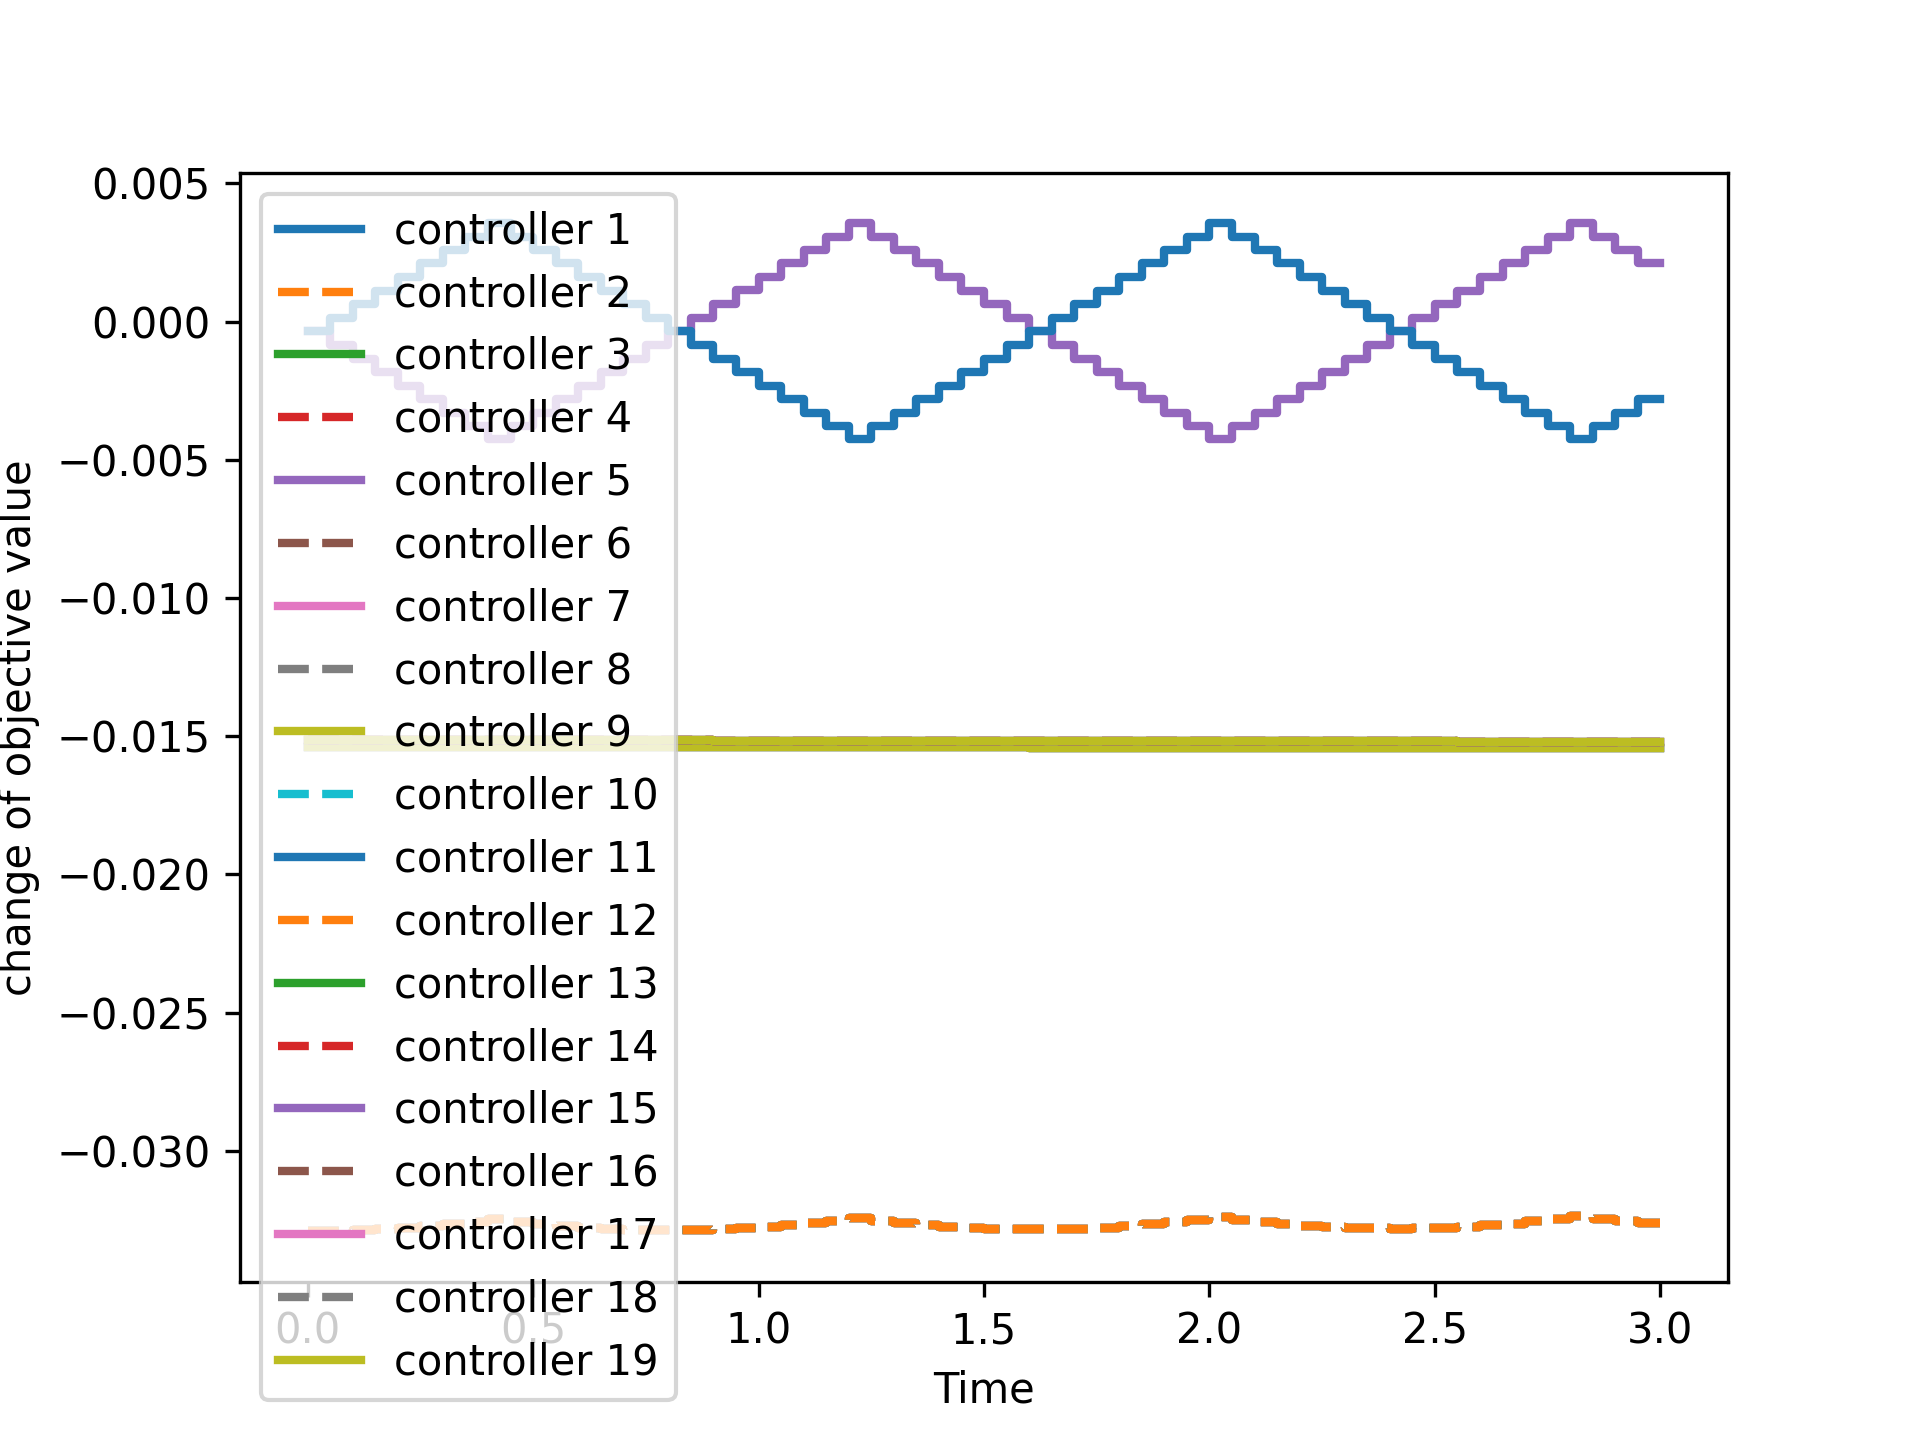 0.005
0.000
−0.005
−0.010
−0.015
−0.020
−0.025
−0.030
change of objective value
controller 1
controller 2
controller 3
controller 4
controller 5
controller 6
controller 7
controller 8
controller 9
controller 10
controller 11
controller 12
controller 13
controller 14
controller 15
controller 16
controller 17
controller 18
controller 19
0.0 0.5 1.0 1.5 2.0 2.5 3.0
Time